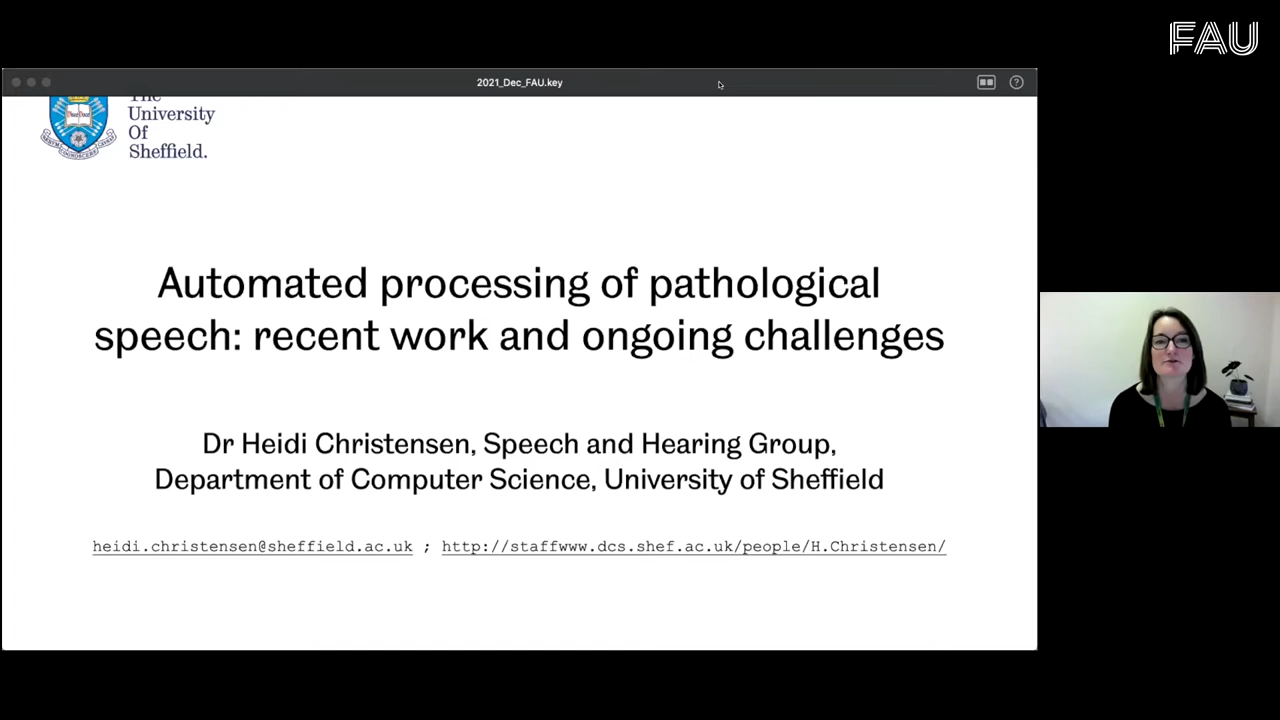 FAU
2021_Dec_FAU.key
The
University
Of
Sheffield.
Automated processing of pathological
speech: recent work and ongoing challenges
Dr Heidi Christensen, Speech and Hearing Group,
Department of Computer Science, University of Sheffield
heidi.christensen@sheffield.ac.uk ; http://staffwww.dcs.shef.ac.uk/people/H.Christensen/